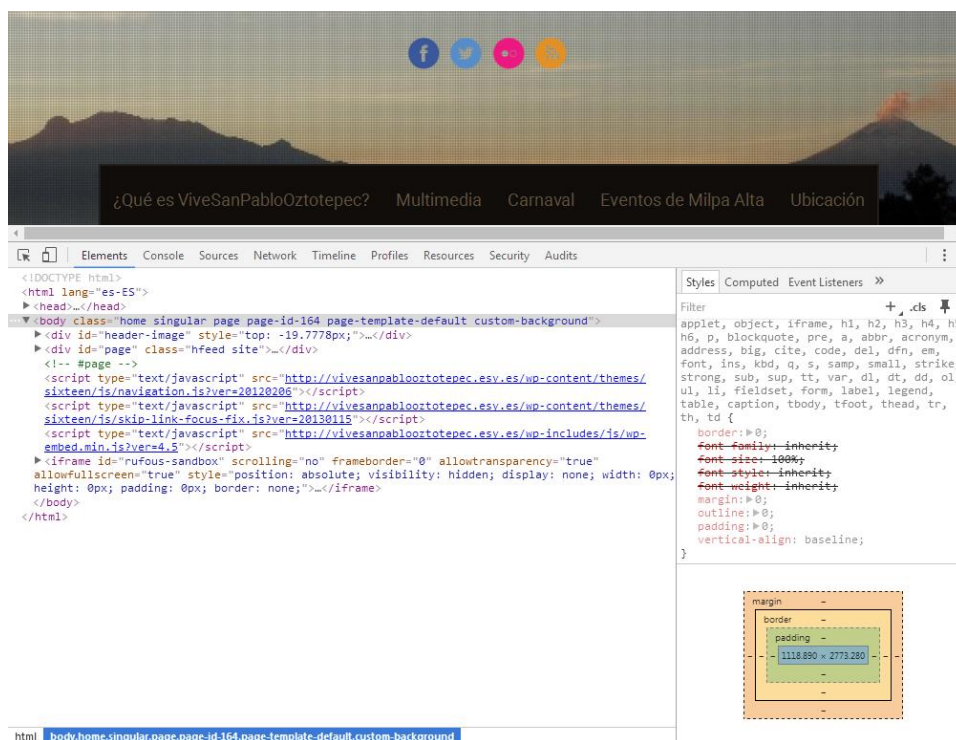 ¿Qué es ViveSanPabloOztotepec? Multimedia Carnaval Eventos de Milpa Alta Ubicación
Elements Console Sources Network Timeline Profiles Resources Security Audits
<!DOCTYPE html>
<html lang="es-ES">
▶<head>…</head>
▼<body class="home singular page page-id-164 page-template-default custom-background">
▶<div id="header-image" style="top: -19.7778px;">…</div>
▶<div id="page" class="hfeed site">…</div>
<!-- #page -->
<script type="text/javascript" src="http://vivesanpablooztotepec.esy.es/wp-content/themes/
sixteen/js/navigation.js?ver=20120206"></script>
<script type="text/javascript" src="http://vivesanpablooztotepec.esy.es/wp-content/themes/
sixteen/js/skip-link-focus-fix.js?ver=20130115"></script>
<script type="text/javascript" src="http://vivesanpablooztotepec.esy.es/wp-includes/js/wp-
embed.min.js?ver=4.5"></script>
▶<iframe id="rufous-sandbox" scrolling="no" frameborder="0" allowtransparency="true"
allowfullscreen="true" style="position: absolute; visibility: hidden; display: none; width: 0px;
height: 0px; padding: 0px; border: none;">…</iframe>
</body>
</html>
html body.home.singular.page.page-id-164.page-template-default.custom-background
Styles Computed Event Listeners »
Filter + .cls
applet, object, iframe, h1, h2, h3, h4, h5
h6, p, blockquote, pre, a, abbr, acronym,
address, big, cite, code, del, dfn, em,
font, ins, kbd, q, s, samp, small, strike
strong, sub, sup, tt, var, dl, dt, dd, ol
ul, li, fieldset, form, label, legend,
table, caption, tbody, tfoot, thead, tr,
th, td {
border:▶0;
font-family: inherit;
font-size: 100%;
font-style: inherit;
font-weight: inherit;
margin:▶0;
outline:▶0;
padding:▶0;
vertical-align: baseline;
}
margin -
border -
padding -
- - - 1118.890 × 2773.280 - - -
-
-
-